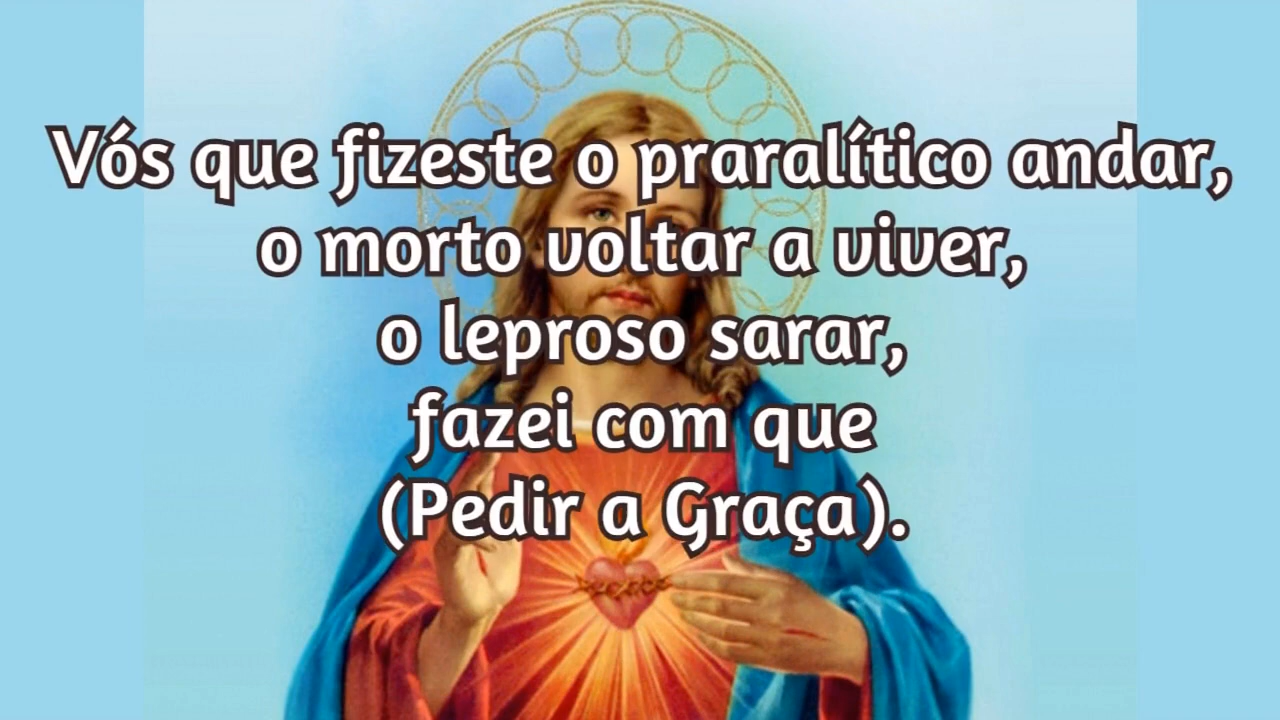 Vós que fizeste o praralítico andar,
o morto voltar a viver,
o leproso sarar,
fazei com que
(Pedir a Graça).